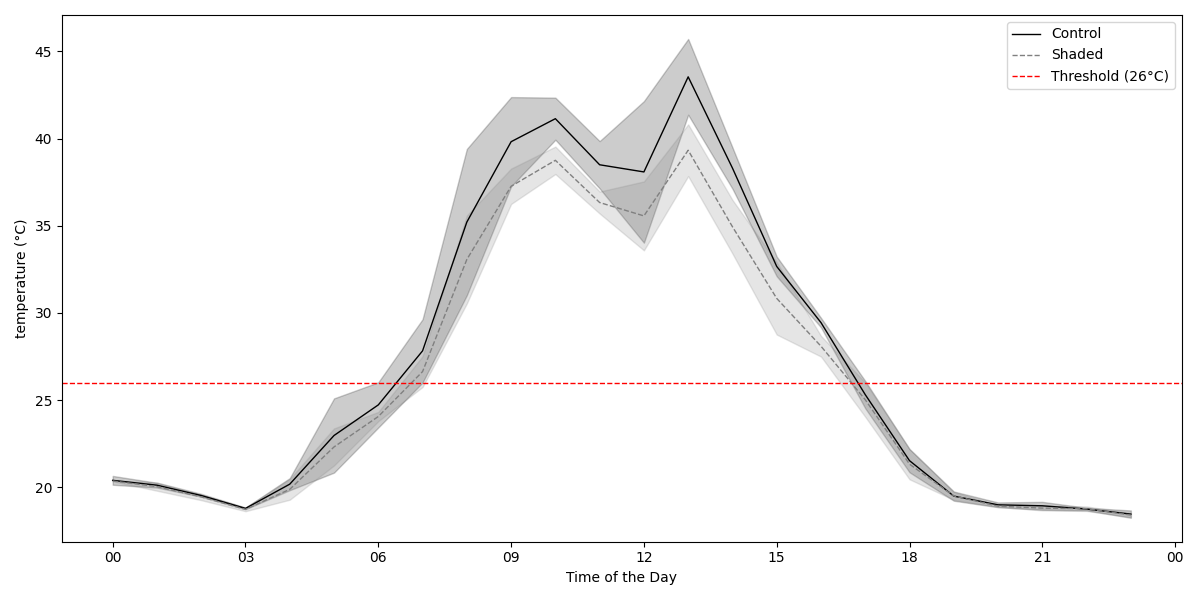 Control
Shaded
Threshold (26°C)
temperature (°C)
45
40
35
30
25
20
00 03 06 09 12 15 18 21 00
Time of the Day